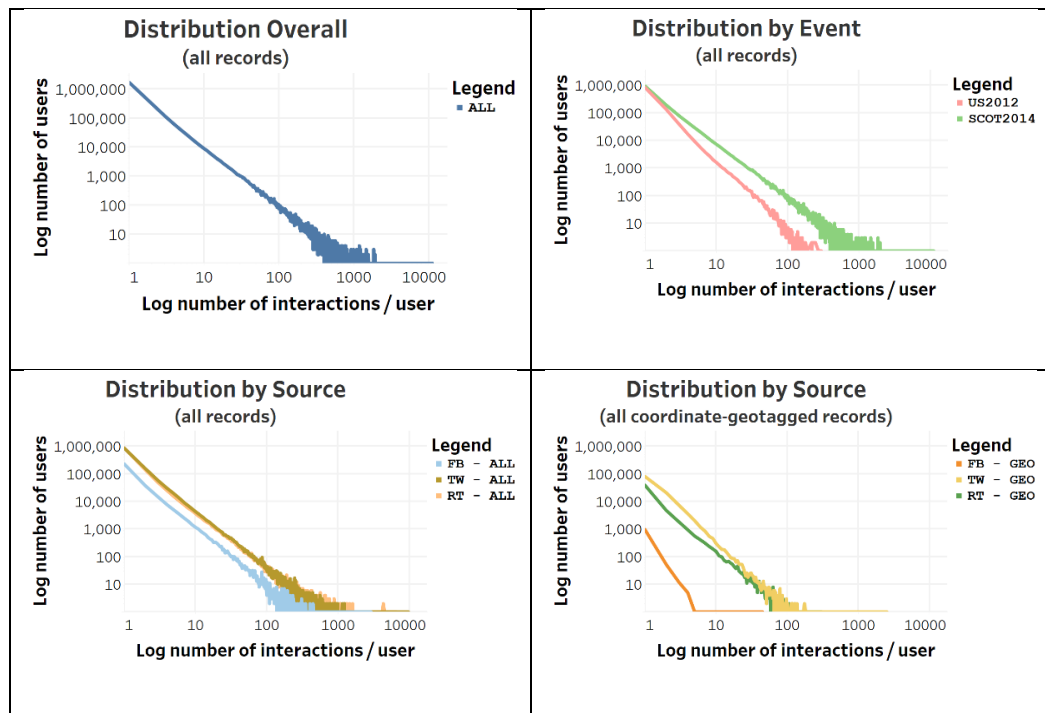 Distribution Overall
(all records)
Log number of users
1,000,000
100,000
10,000
1,000
100
10
1
10
100
1000
10000
Log number of interactions / user
Legend
ALL
Distribution by Event
(all records)
Log number of users
1,000,000
100,000
10,000
1,000
100
10
1
10
100
1000
10000
Log number of interactions / user
Legend
US2012
SCOT2014
Distribution by Source
(all records)
Log number of users
1,000,000
100,000
10,000
1,000
100
10
1
10
100
1000
10000
Log number of interactions / user
Legend
FB - ALL
TW - ALL
RT - ALL
Distribution by Source
(all coordinate-geotagged records)
Log number of users
1,000,000
100,000
10,000
1,000
100
10
1
10
100
1000
10000
Log number of interactions / user
Legend
FB - GEO
TW - GEO
RT - GEO